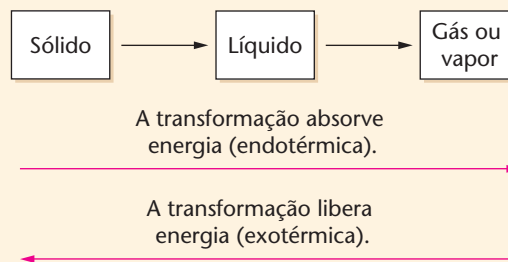 Sólido
Líquido
Gás ou
vapor
A transformação absorve
energia (endotérmica).
A transformação libera
energia (exotérmica).